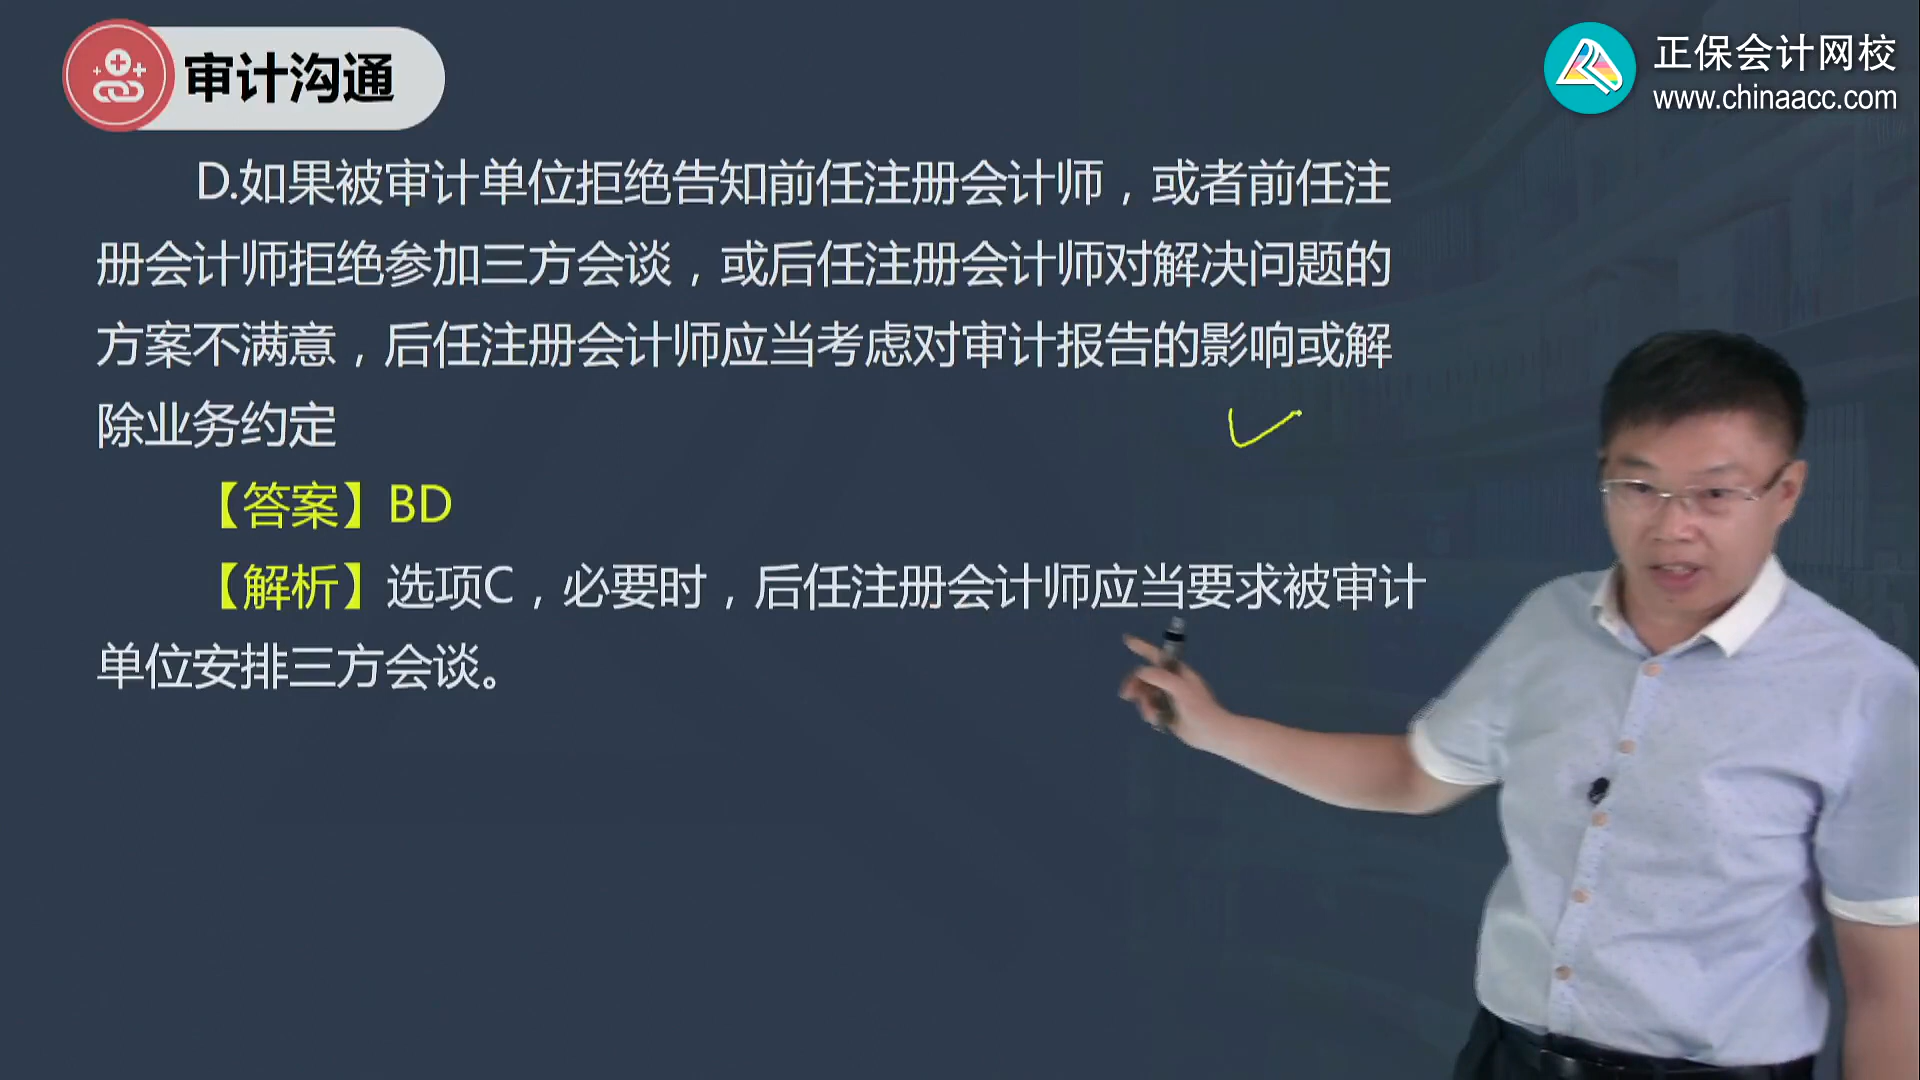 审计沟通
正保会计网校
www.chinaacc.com
D.如果被审计单位拒绝告知前任注册会计师，或者前任注
册会计师拒绝参加三方会谈，或后任注册会计师对解决问题的
方案不满意，后任注册会计师应当考虑对审计报告的影响或解
除业务约定
【答案】BD
【解析】选项C，必要时，后任注册会计师应当要求被审计
单位安排三方会谈。